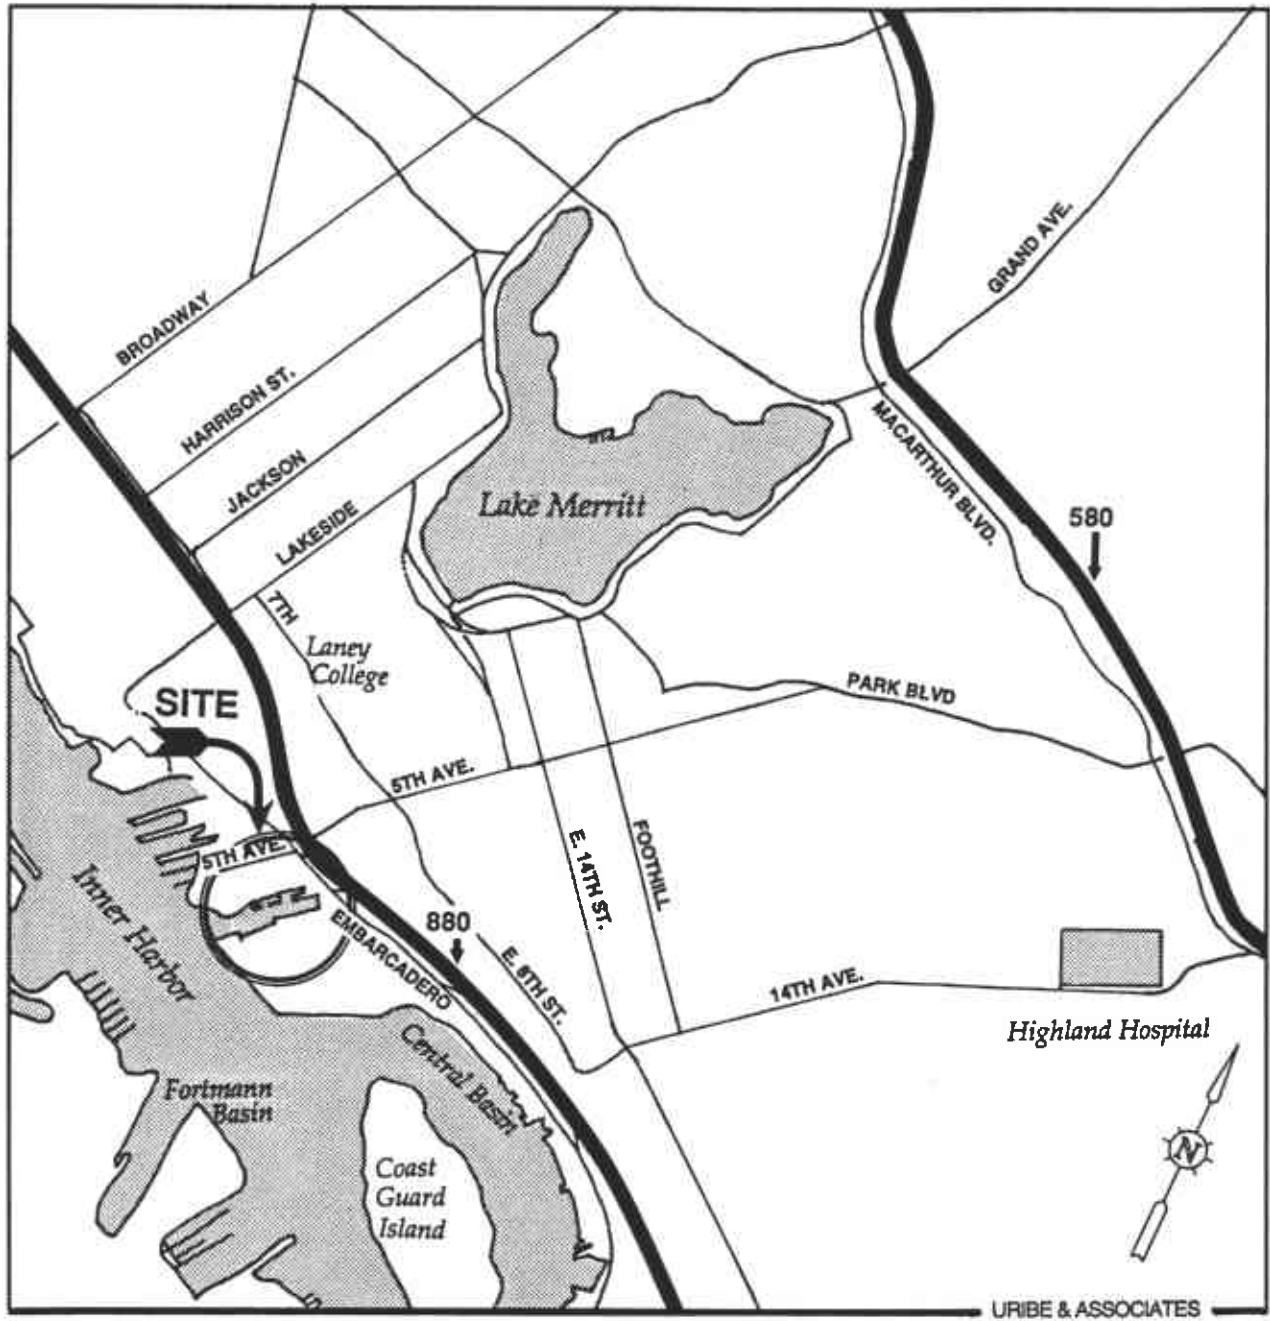 GRAND AVE.
BROADWAY
HARRISON ST.
MACARTHUR BLVD.
JACKSON
Lake Merritt
LAKESIDE
580
7TH
Laney
College
PARK BLVD
SITE
5TH AVE.
FOOTHILL
E. 14TH ST.
5TH AVE.
Inner Harbor
880
EMBARCADERO
E. 8TH ST.
14TH AVE.
Highland Hospital
Central Basin
Fortmann
Basin
Coast
Guard
Island
N
URIBE & ASSOCIATES